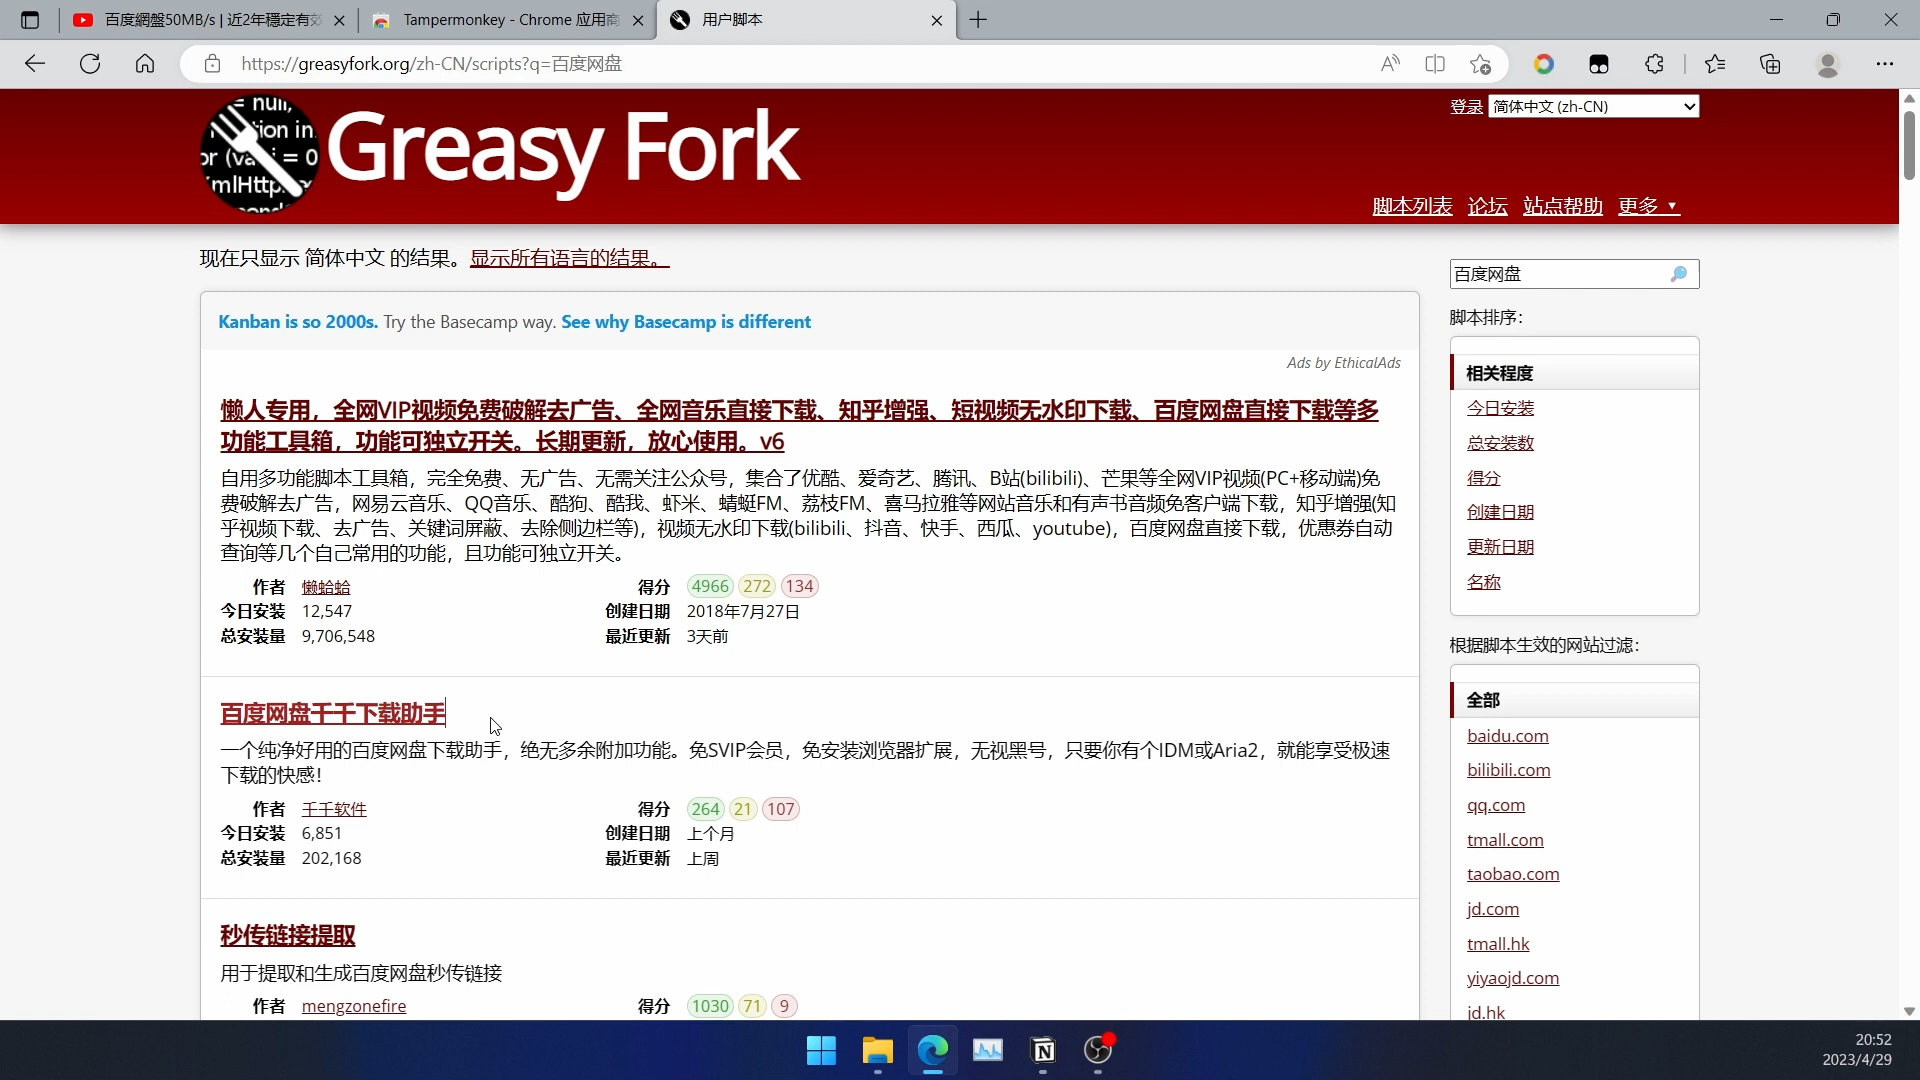 百度網盤50MB/s | 近2年穩定有效
Tampermonkey - Chrome 应用商
用户脚本
https://greasyfork.org/zh-CN/scripts?q=百度网盘
Greasy Fork
登录 简体中文 (zh-CN)
脚本列表 论坛 站点帮助 更多
现在只显示 简体中文 的结果。显示所有语言的结果。
Kanban is so 2000s. Try the Basecamp way. See why Basecamp is different
Ads by EthicalAds
懒人专用，全网VIP视频免费破解去广告、全网音乐直接下载、知乎增强、短视频无水印下载、百度网盘直接下载等多
功能工具箱，功能可独立开关。长期更新，放心使用。v6
自用多功能脚本工具箱，完全免费、无广告、无需关注公众号，集合了优酷、爱奇艺、腾讯、B站(bilibili)、芒果等全网VIP视频(PC+移动端)免
费破解去广告，网易云音乐、QQ音乐、酷狗、酷我、虾米、蜻蜓FM、荔枝FM、喜马拉雅等网站音乐和有声书音频免客户端下载，知乎增强(知
乎视频下载、去广告、关键词屏蔽、去除侧边栏等)，视频无水印下载(bilibili、抖音、快手、西瓜、youtube)，百度网盘直接下载，优惠券自动
查询等几个自己常用的功能，且功能可独立开关。
作者 懒蛤蛤 得分 4966 272 134
今日安装 12,547 创建日期 2018年7月27日
总安装量 9,706,548 最近更新 3天前
百度网盘千千下载助手
一个纯净好用的百度网盘下载助手，绝无多余附加功能。免SVIP会员，免安装浏览器扩展，无视黑号，只要你有个IDM或Aria2，就能享受极速
下载的快感！
作者 千千软件 得分 264 21 107
今日安装 6,851 创建日期 上个月
总安装量 202,168 最近更新 上周
秒传链接提取
用于提取和生成百度网盘秒传链接
作者 mengzonefire 得分 1030 71 9
百度网盘
脚本排序：
相关程度
今日安装
总安装数
得分
创建日期
更新日期
名称
根据脚本生效的网站过滤：
全部
baidu.com
bilibili.com
qq.com
tmall.com
taobao.com
jd.com
tmall.hk
yiyaojd.com
jd.hk
20:52
2023/4/29